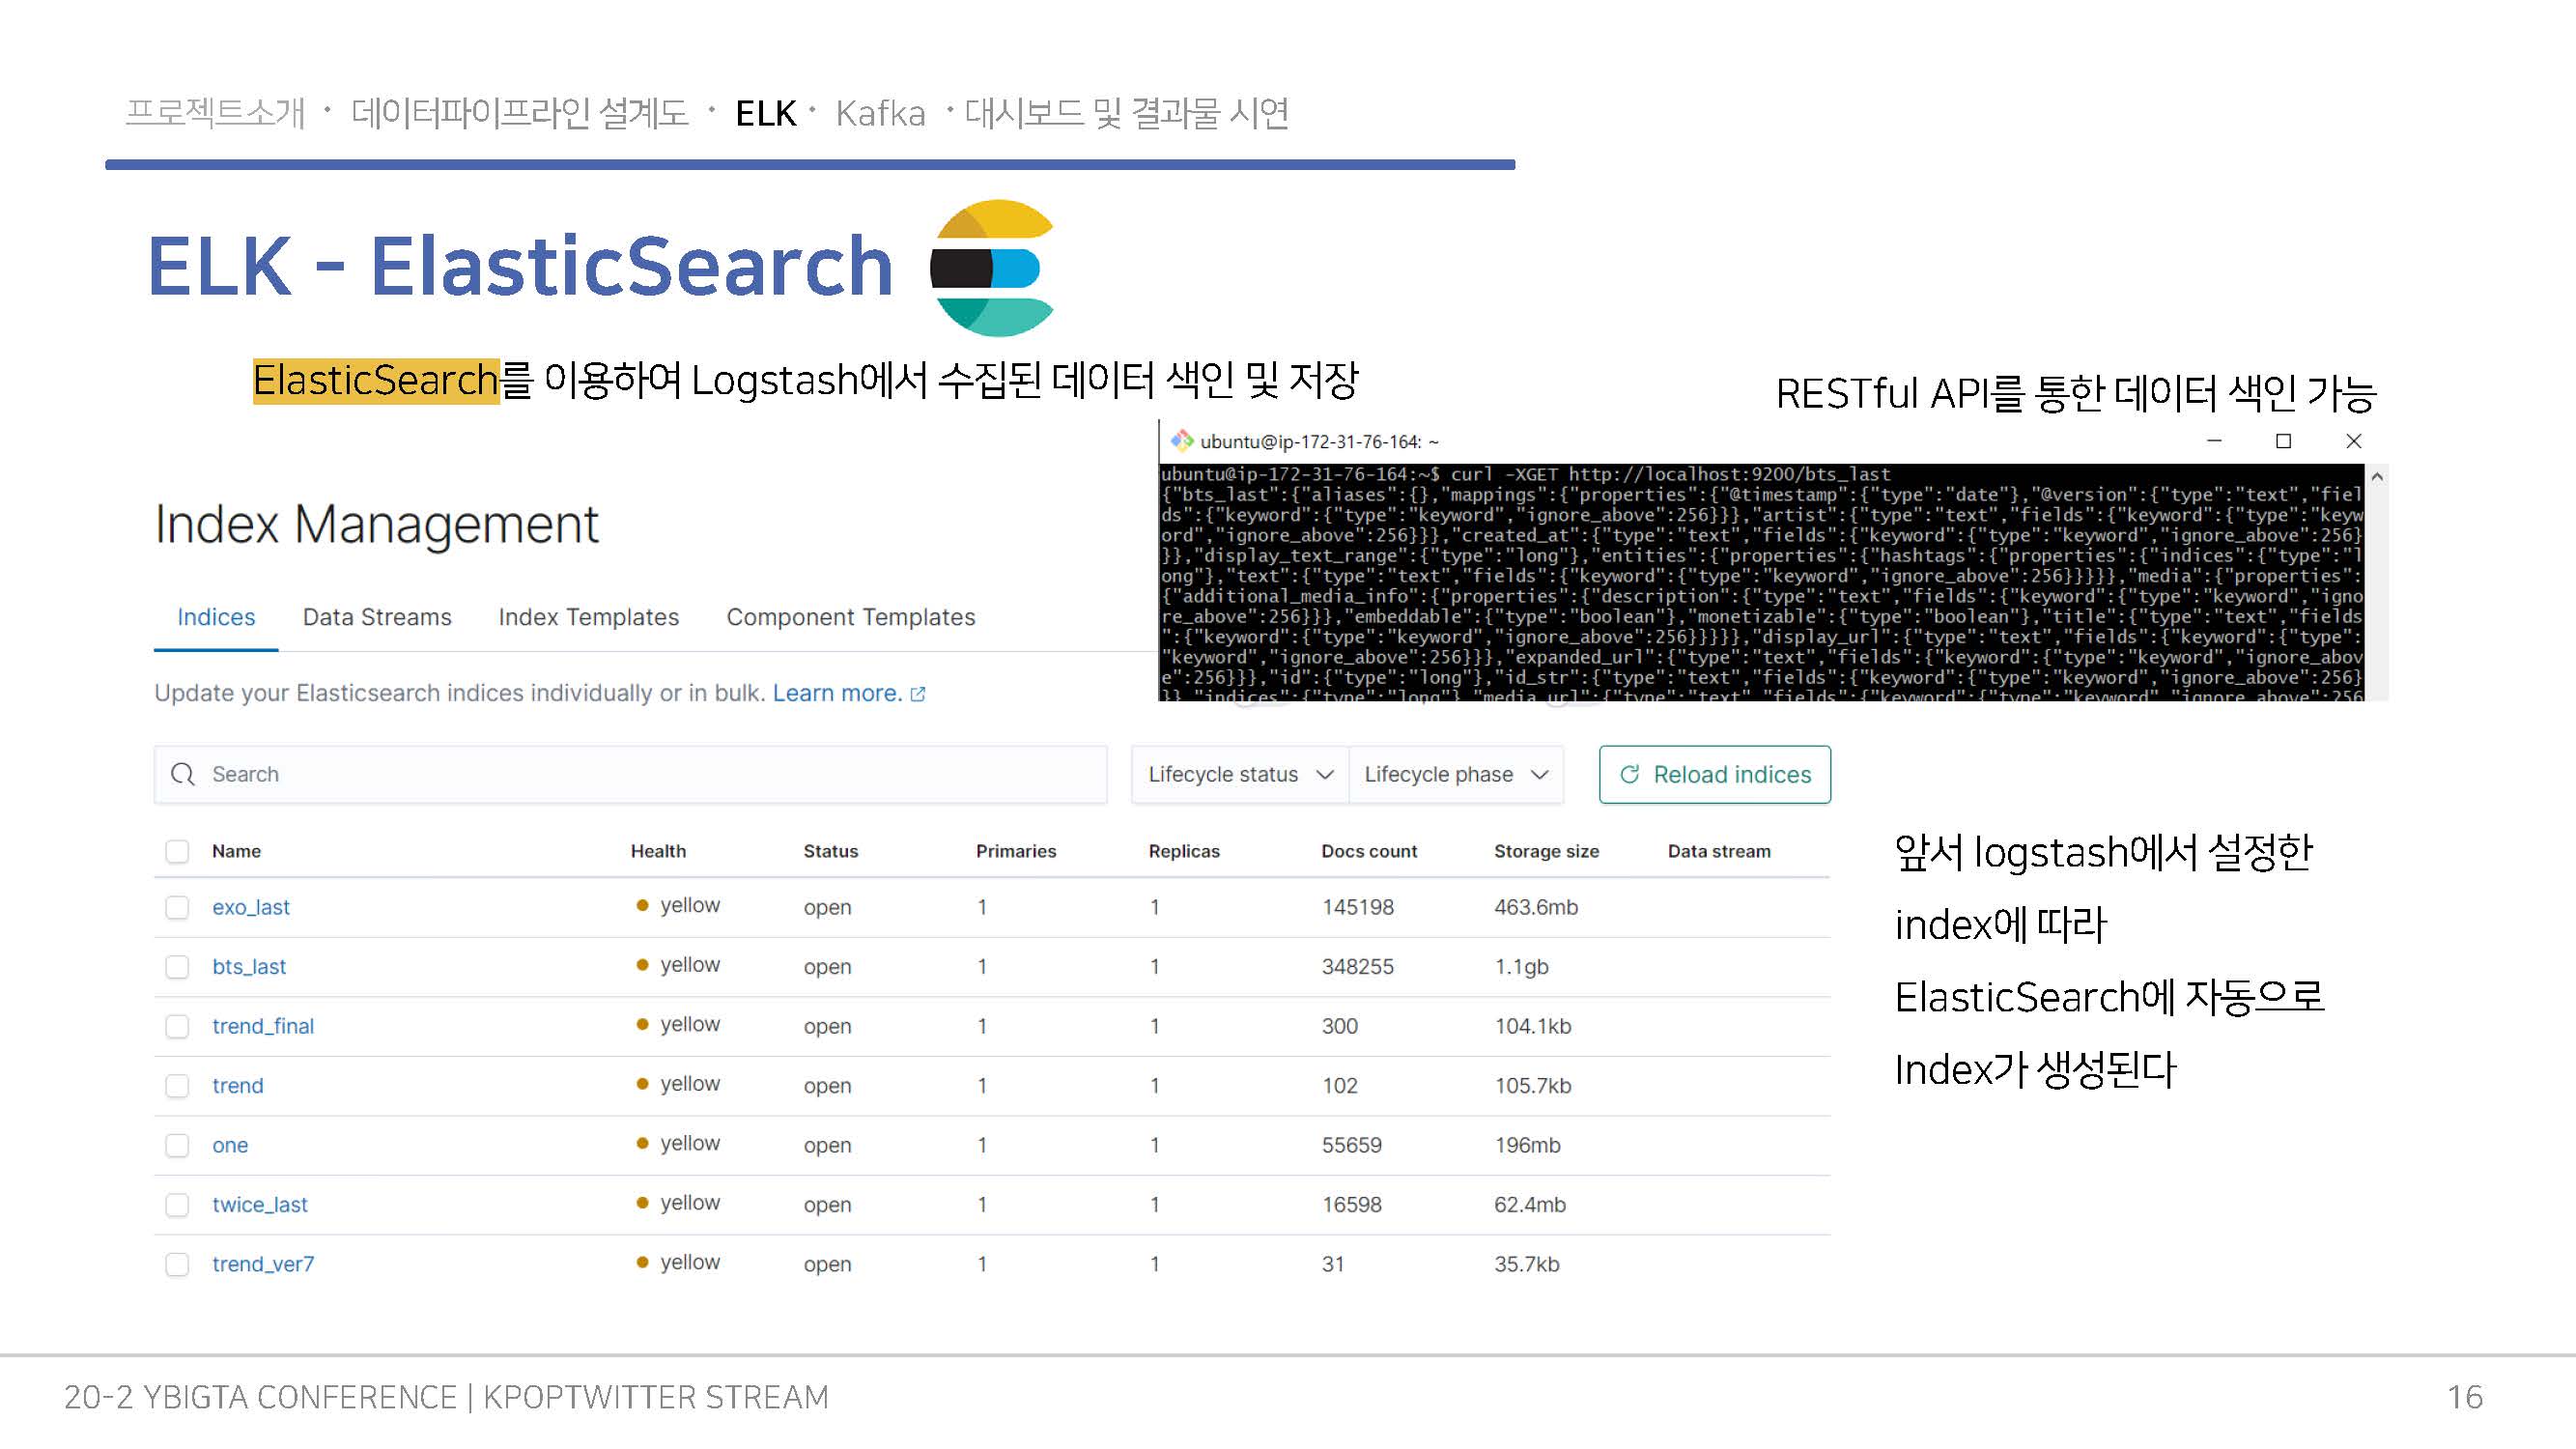 프로젝트소개 · 데이터파이프라인 설계도 · ELK · Kafka · 대시보드 및 결과물 시연
ELK - ElasticSearch
ElasticSearch를 이용하여 Logstash에서 수집된 데이터 색인 및 저장
RESTful API를 통한 데이터 색인 가능
ubuntu@ip-172-31-76-164: ~
ubuntu@ip-172-31-76-164:~$ curl -XGET http://localhost:9200/bts_last
{"bts_last":{"aliases":{},"mappings":{"properties":{"@timestamp":{"type":"date"},"@version":{"type":"text","fiel
ds":{"keyword":{"type":"keyword","ignore_above":256}}},"artist":{"type":"text","fields":{"keyword":{"type":"keyw
ord","ignore_above":256}}},"created_at":{"type":"text","fields":{"keyword":{"type":"keyword","ignore_above":256}
}},"display_text_range":{"type":"long"},"entities":{"properties":{"hashtags":{"properties":{"indices":{"type":"l
ong"},"text":{"type":"text","fields":{"keyword":{"type":"keyword","ignore_above":256}}}}},"media":{"properties":
{"additional_media_info":{"properties":{"description":{"type":"text","fields":{"keyword":{"type":"keyword","igno
re_above":256}}},"embeddable":{"type":"boolean"},"monetizable":{"type":"boolean"},"title":{"type":"text","fields
":{"keyword":{"type":"keyword","ignore_above":256}}}}},"display_url":{"type":"text","fields":{"keyword":{"type":
"keyword","ignore_above":256}}},"expanded_url":{"type":"text","fields":{"keyword":{"type":"keyword","ignore_abov
e":256}}},"id":{"type":"long"},"id_str":{"type":"text","fields":{"keyword":{"type":"keyword","ignore_above":256}
}},"indices":{"type":"long"},"media_url":{"type":"text","fields":{"keyword":{"type":"keyword","ignore_above":256
Index Management
Indices Data Streams Index Templates Component Templates
Update your Elasticsearch indices individually or in bulk. Learn more.
Search Lifecycle status Lifecycle phase Reload indices
Name Health Status Primaries Replicas Docs count Storage size Data stream
exo_last yellow open 1 1 145198 463.6mb
bts_last yellow open 1 1 348255 1.1gb
trend_final yellow open 1 1 300 104.1kb
trend yellow open 1 1 102 105.7kb
one yellow open 1 1 55659 196mb
twice_last yellow open 1 1 16598 62.4mb
trend_ver7 yellow open 1 1 31 35.7kb
앞서 logstash에서 설정한
index에 따라
ElasticSearch에 자동으로
Index가 생성된다
20-2 YBIGTA CONFERENCE | KPOPTWITTER STREAM
16